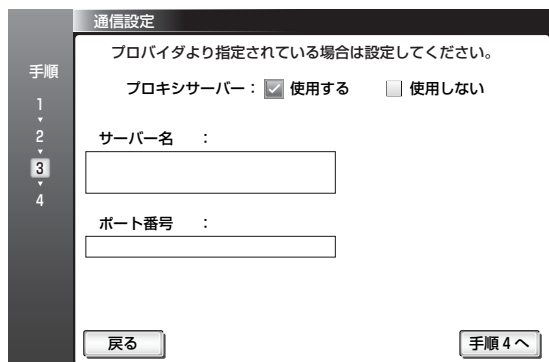 通信設定
プロバイダより指定されている場合は設定してください。
手順
1
2
3
4
プロキシサーバー： 使用する 使用しない
サーバー名 ：
ポート番号 ：
戻る
手順4へ